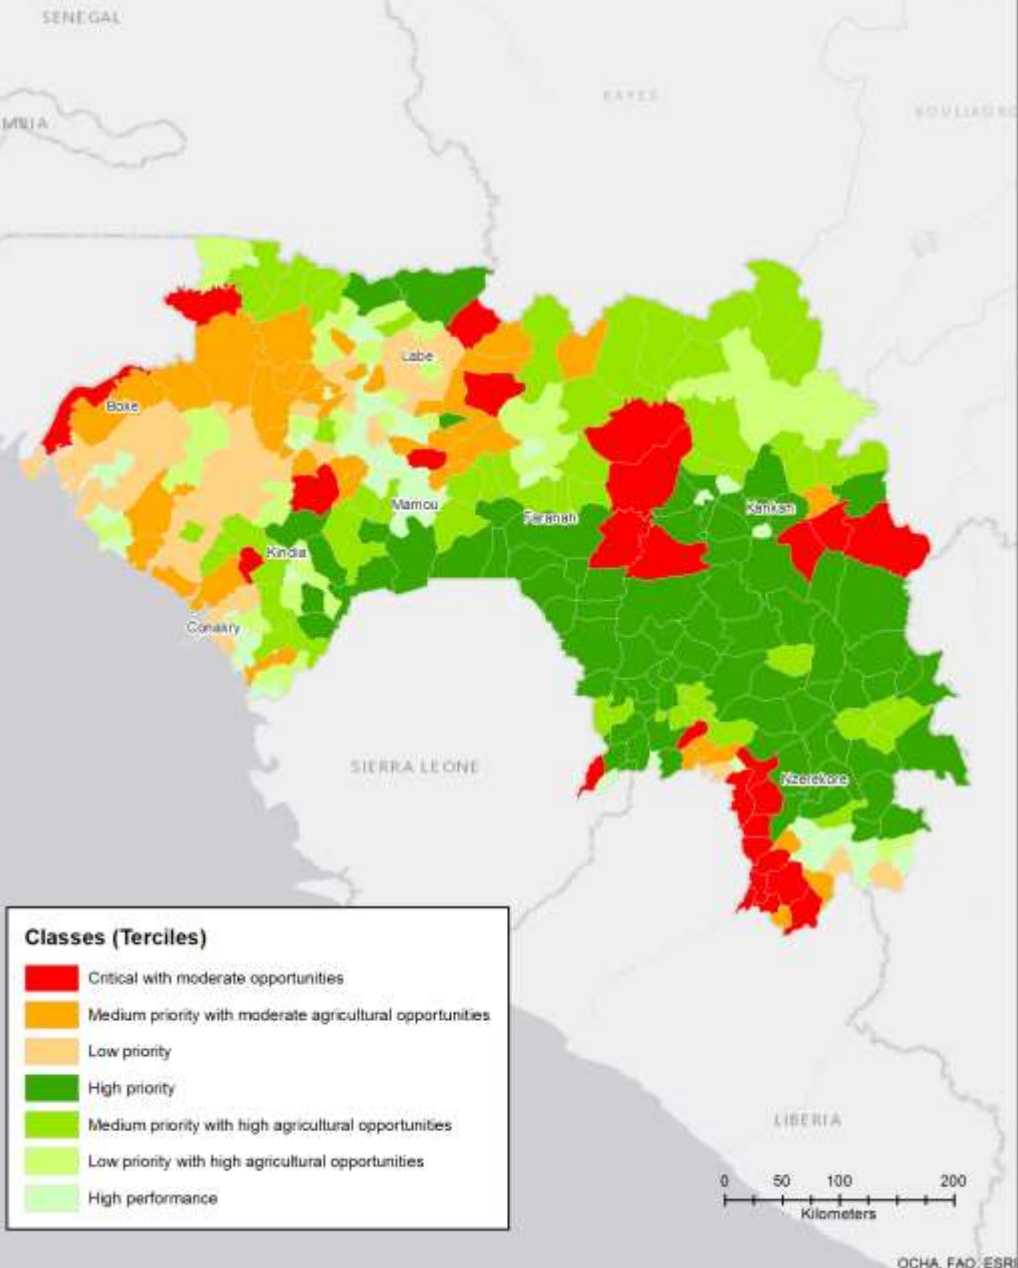 SENEGAL
KAYES
MBIA
Labe
Boke
Mamou
Faranah
Kankan
Kindia
Conakry
SIERRA LEONE
Nzerekore
Classes (Terciles)
Critical with moderate opportunities
Medium priority with moderate agricultural opportunities
Low priority
High priority
Medium priority with high agricultural opportunities
Low priority with high agricultural opportunities
High performance
LIBERIA
0 50 100 200
Kilometers
OCHA, FAO, ESRI